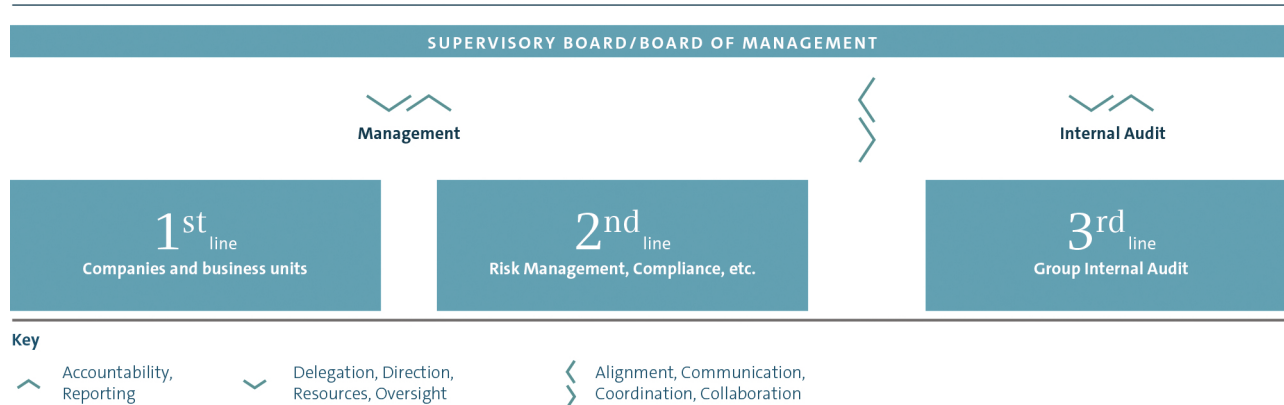 SUPERVISORY BOARD/BOARD OF MANAGEMENT
Management
Internal Audit
1st line
Companies and business units
2nd line
Risk Management, Compliance, etc.
3rd line
Group Internal Audit
Key
Accountability,
Reporting
Delegation, Direction,
Resources, Oversight
Alignment, Communication,
Coordination, Collaboration